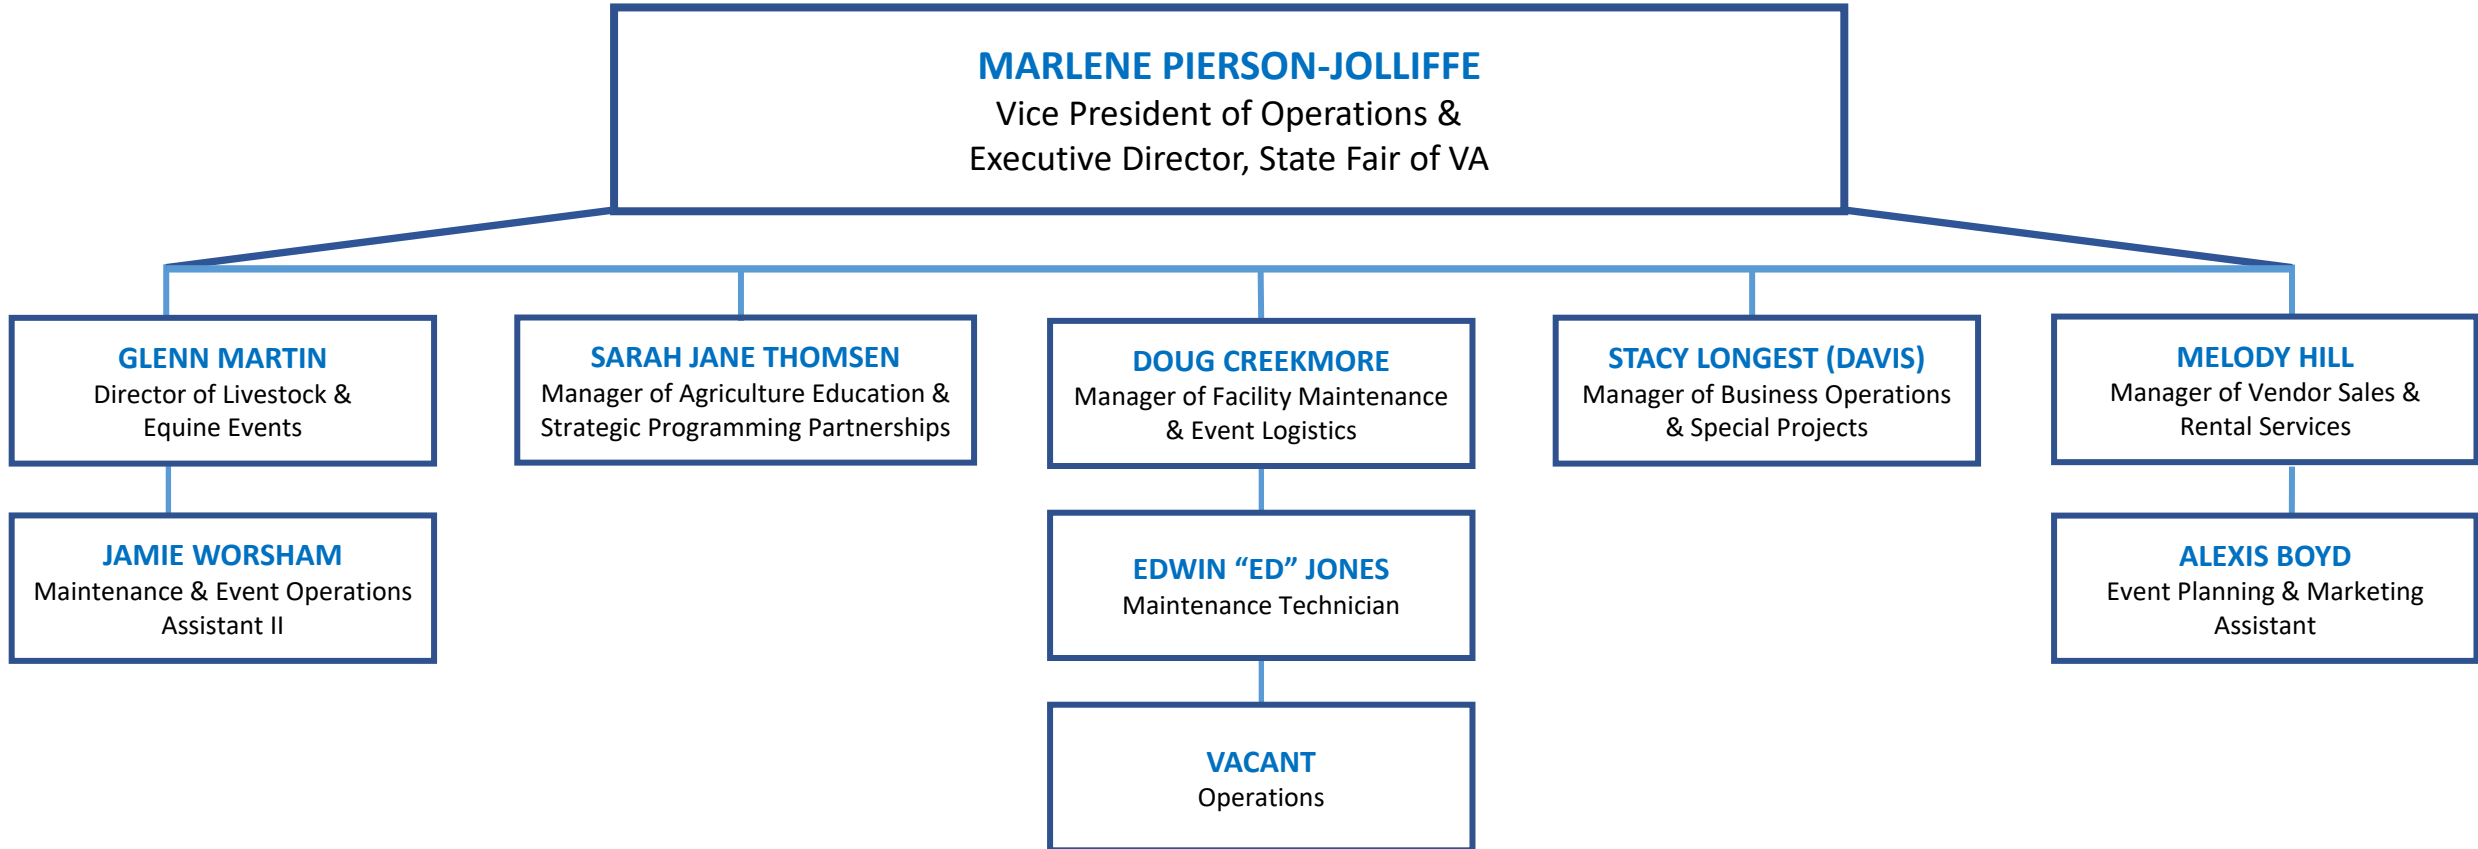 MARLENE PIERSON-JOLLIFFE
Vice President of Operations &
Executive Director, State Fair of VA
GLENN MARTIN
Director of Livestock &
Equine Events
SARAH JANE THOMSEN
Manager of Agriculture Education &
Strategic Programming Partnerships
DOUG CREEKMORE
Manager of Facility Maintenance
& Event Logistics
STACY LONGEST (DAVIS)
Manager of Business Operations
& Special Projects
MELODY HILL
Manager of Vendor Sales &
Rental Services
JAMIE WORSHAM
Maintenance & Event Operations
Assistant II
EDWIN “ED” JONES
Maintenance Technician
ALEXIS BOYD
Event Planning & Marketing
Assistant
VACANT
Operations